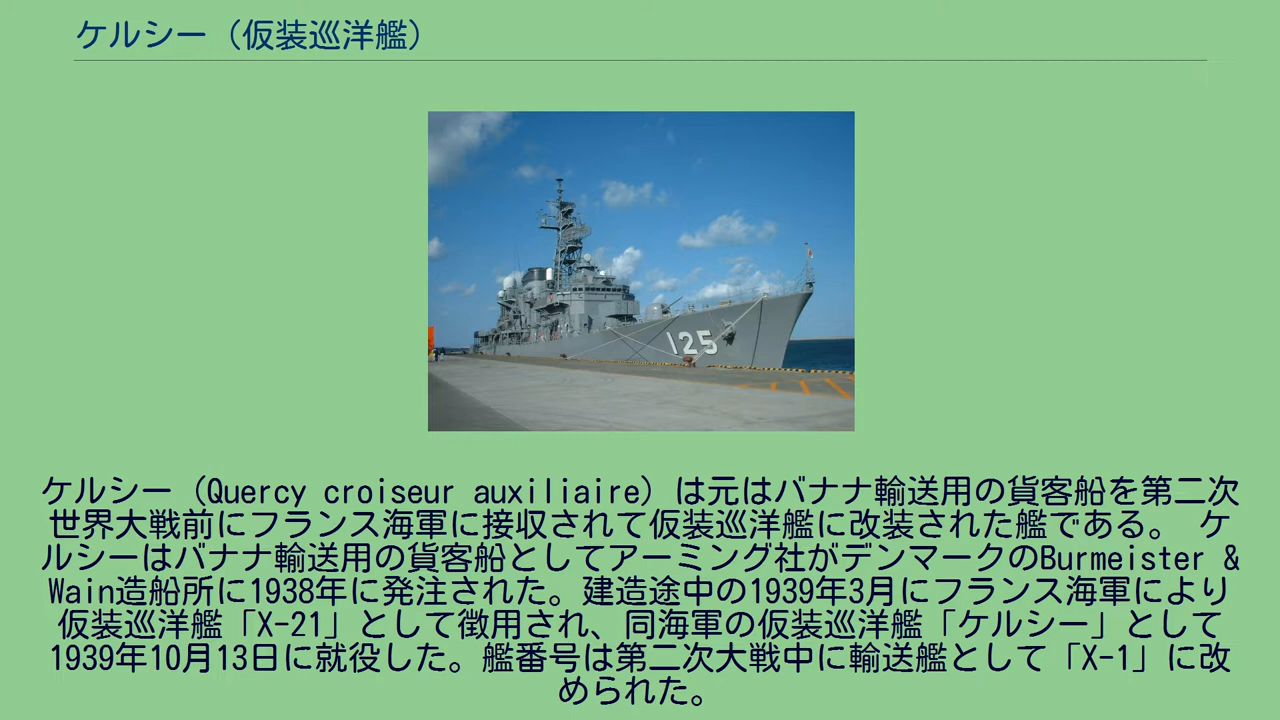 ケルシー（仮装巡洋艦）
125
ケルシー（Quercy croiseur auxiliaire）は元はバナナ輸送用の貨客船を第二次
世界大戦前にフランス海軍に接収されて仮装巡洋艦に改装された艦である。 ケ
ルシーはバナナ輸送用の貨客船としてアーミング社がデンマークのBurmeister &
Wain造船所に1938年に発注された。建造途中の1939年3月にフランス海軍により
仮装巡洋艦「X-21」として徴用され、同海軍の仮装巡洋艦「ケルシー」として
1939年10月13日に就役した。艦番号は第二次大戦中に輸送艦として「X-1」に改
められた。